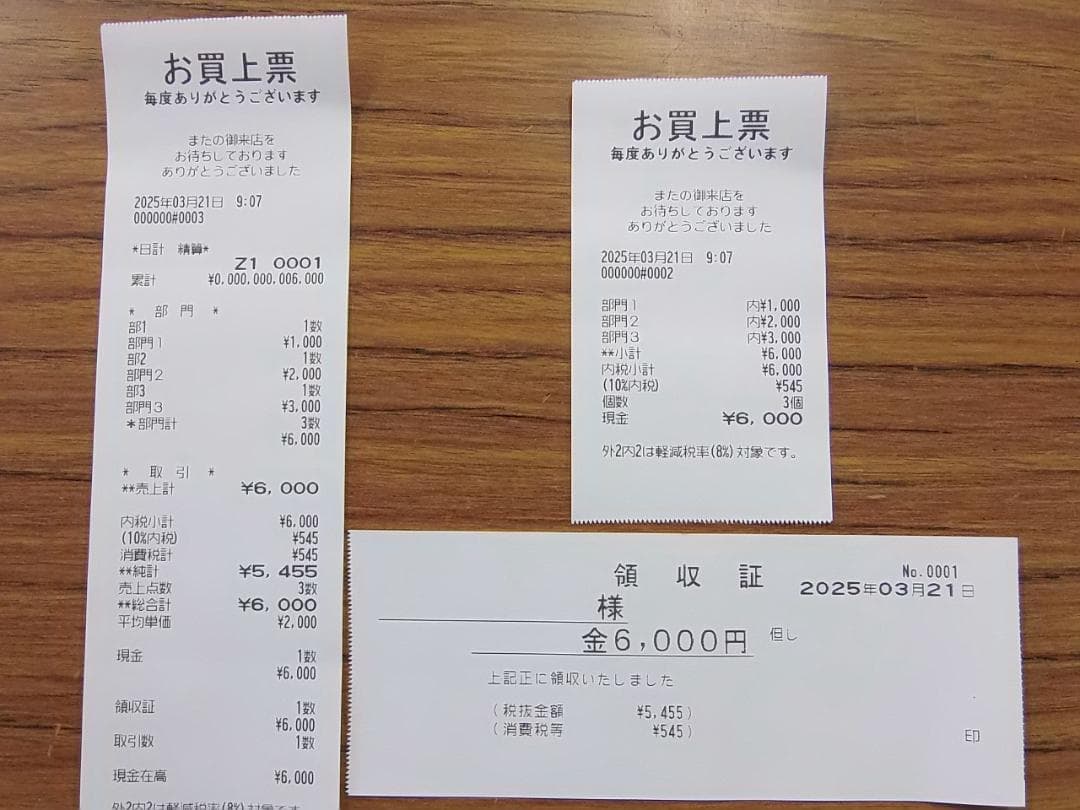 お買上票
毎度ありがとうございます
またの御来店を
お待ちしております
ありがとうございました
2025年03月21日 9:07
000000#0003
*日計 精算*
Z1 0001
累計 ¥0,000,000,006,000
* 部 門 *
部1 1数
部門1 ¥1,000
部2 1数
部門2 ¥2,000
部3 1数
部門3 ¥3,000
*部門計 3数
¥6,000
* 取 引 *
**売上計 ¥6,000
内税小計 ¥6,000
(10%内税) ¥545
消費税計 ¥545
**純計 ¥5,455
売上点数 3数
**総合計 ¥6,000
平均単価 ¥2,000
現金 1数
¥6,000
領収証 1数
¥6,000
取引数 1数
現金在高 ¥6,000
外2内2は軽減税率(8%)対象です
お買上票
毎度ありがとうございます
またの御来店を
お待ちしております
ありがとうございました
2025年03月21日 9:07
000000#0002
部門1 内¥1,000
部門2 内¥2,000
部門3 内¥3,000
**小計 ¥6,000
内税小計 ¥6,000
(10%内税) ¥545
個数 3個
現金 ¥6,000
外2内2は軽減税率(8%)対象です。
領 収 証 No.0001
2025年03月21日
様
金6,000円 但し
上記正に領収いたしました
(税抜金額 ¥5,455)
(消費税等 ¥545)
印